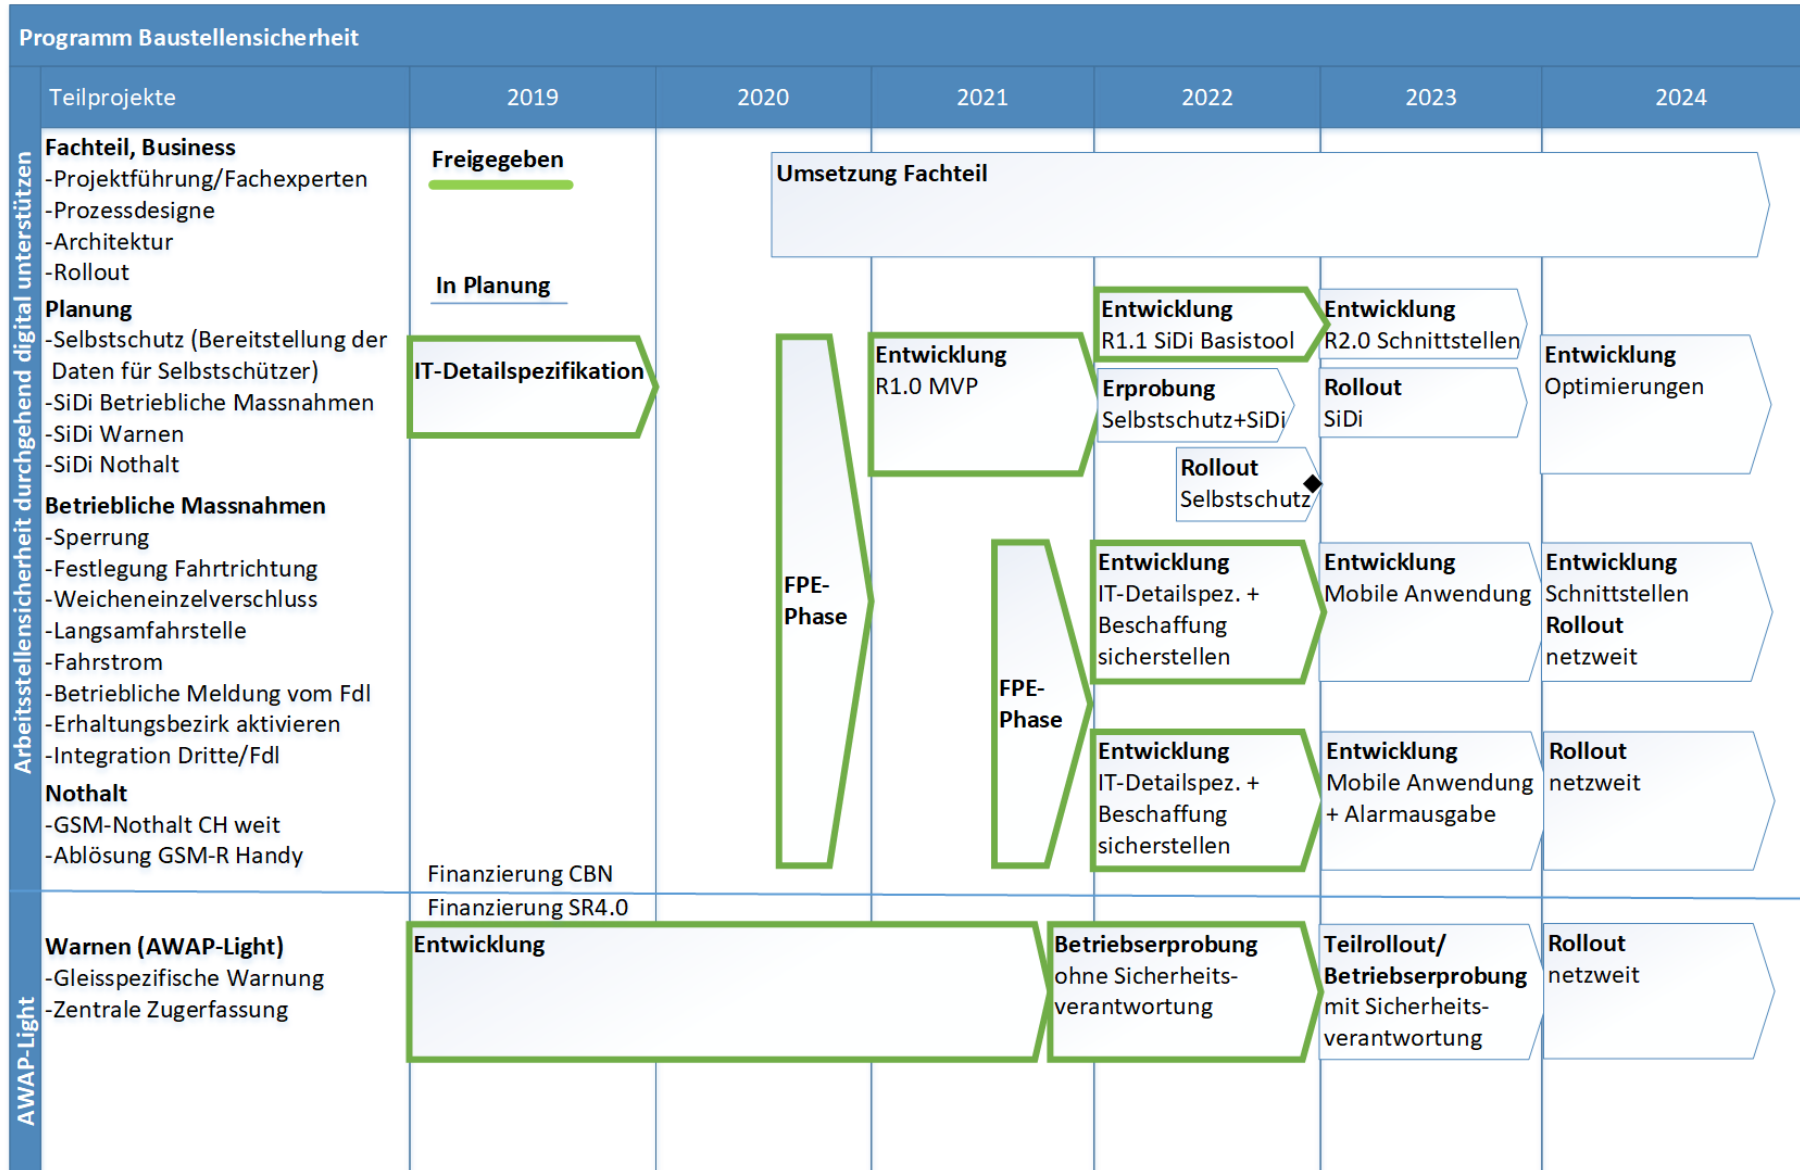 Programm Baustellensicherheit
Teilprojekte
2019
2020
2021
2022
2023
2024
Arbeitsstellensicherheit durchgehend digital unterstützen
Fachteil, Business
-Projektführung/Fachexperten
-Prozessdesigne
-Architektur
-Rollout
Planung
-Selbstschutz (Bereitstellung der
Daten für Selbstschützer)
-SiDi Betriebliche Massnahmen
-SiDi Warnen
-SiDi Nothalt
Betriebliche Massnahmen
-Sperrung
-Festlegung Fahrtrichtung
-Weicheneinzelverschluss
-Langsamfahrstelle
-Fahrstrom
-Betriebliche Meldung vom Fdl
-Erhaltungsbezirk aktivieren
-Integration Dritte/Fdl
Nothalt
-GSM-Nothalt CH weit
-Ablösung GSM-R Handy
Freigegeben
In Planung
Umsetzung Fachteil
IT-Detailspezifikation
FPE-
Phase
Entwicklung
R1.0 MVP
Entwicklung
R1.1 SiDi Basistool
Erprobung
Selbstschutz+SiDi
Rollout
Selbstschutz
Entwicklung
R2.0 Schnittstellen
Rollout
SiDi
Entwicklung
Optimierungen
FPE-
Phase
Entwicklung
IT-Detailspez. +
Beschaffung
sicherstellen
Entwicklung
Mobile Anwendung
Entwicklung
Schnittstellen
Rollout
netzweit
Entwicklung
IT-Detailspez. +
Beschaffung
sicherstellen
Entwicklung
Mobile Anwendung
+ Alarmausgabe
Rollout
netzweit
Finanzierung CBN
Finanzierung SR4.0
AWAP-Light
Warnen (AWAP-Light)
-Gleisspezifische Warnung
-Zentrale Zugerfassung
Entwicklung
Betriebserprobung
ohne Sicherheits-
verantwortung
Teilrollout/
Betriebserprobung
mit Sicherheits-
verantwortung
Rollout
netzweit